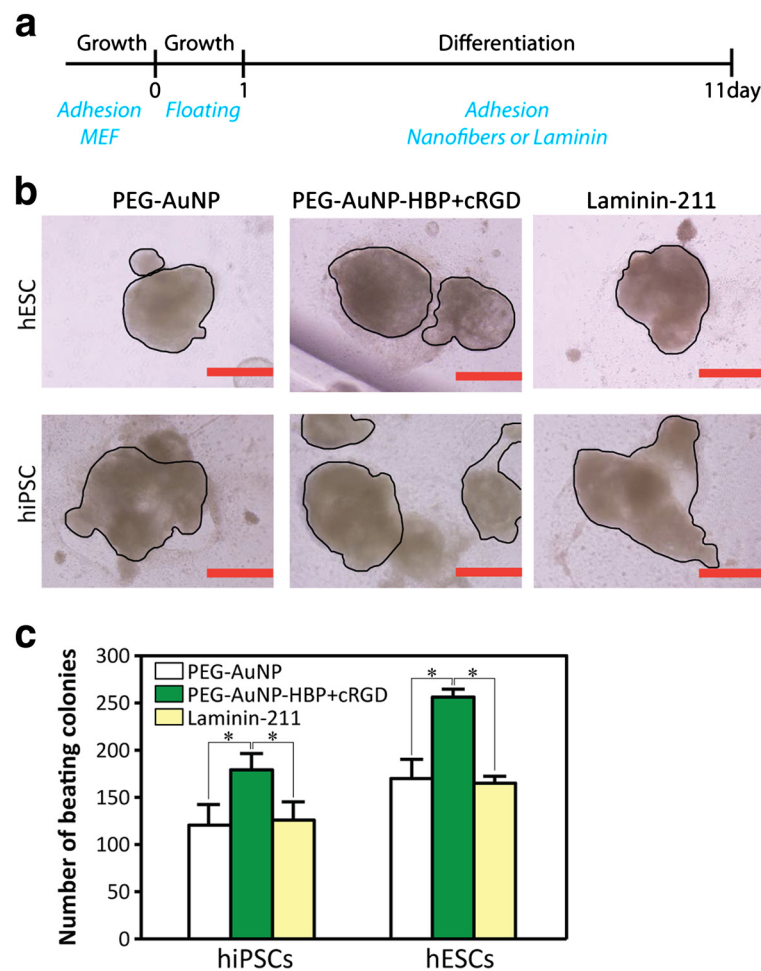 a
Growth Growth Differentiation
0 1 11day
Adhesion Floating Adhesion
MEF Nanofibers or Laminin
b
PEG-AuNP PEG-AuNP-HBP+cRGD Laminin-211
hESC
hiPSC
c
Number of beating colonies
300
250
200
150
100
50
0
PEG-AuNP
PEG-AuNP-HBP+cRGD
Laminin-211
* *
* *
hiPSCs hESCs